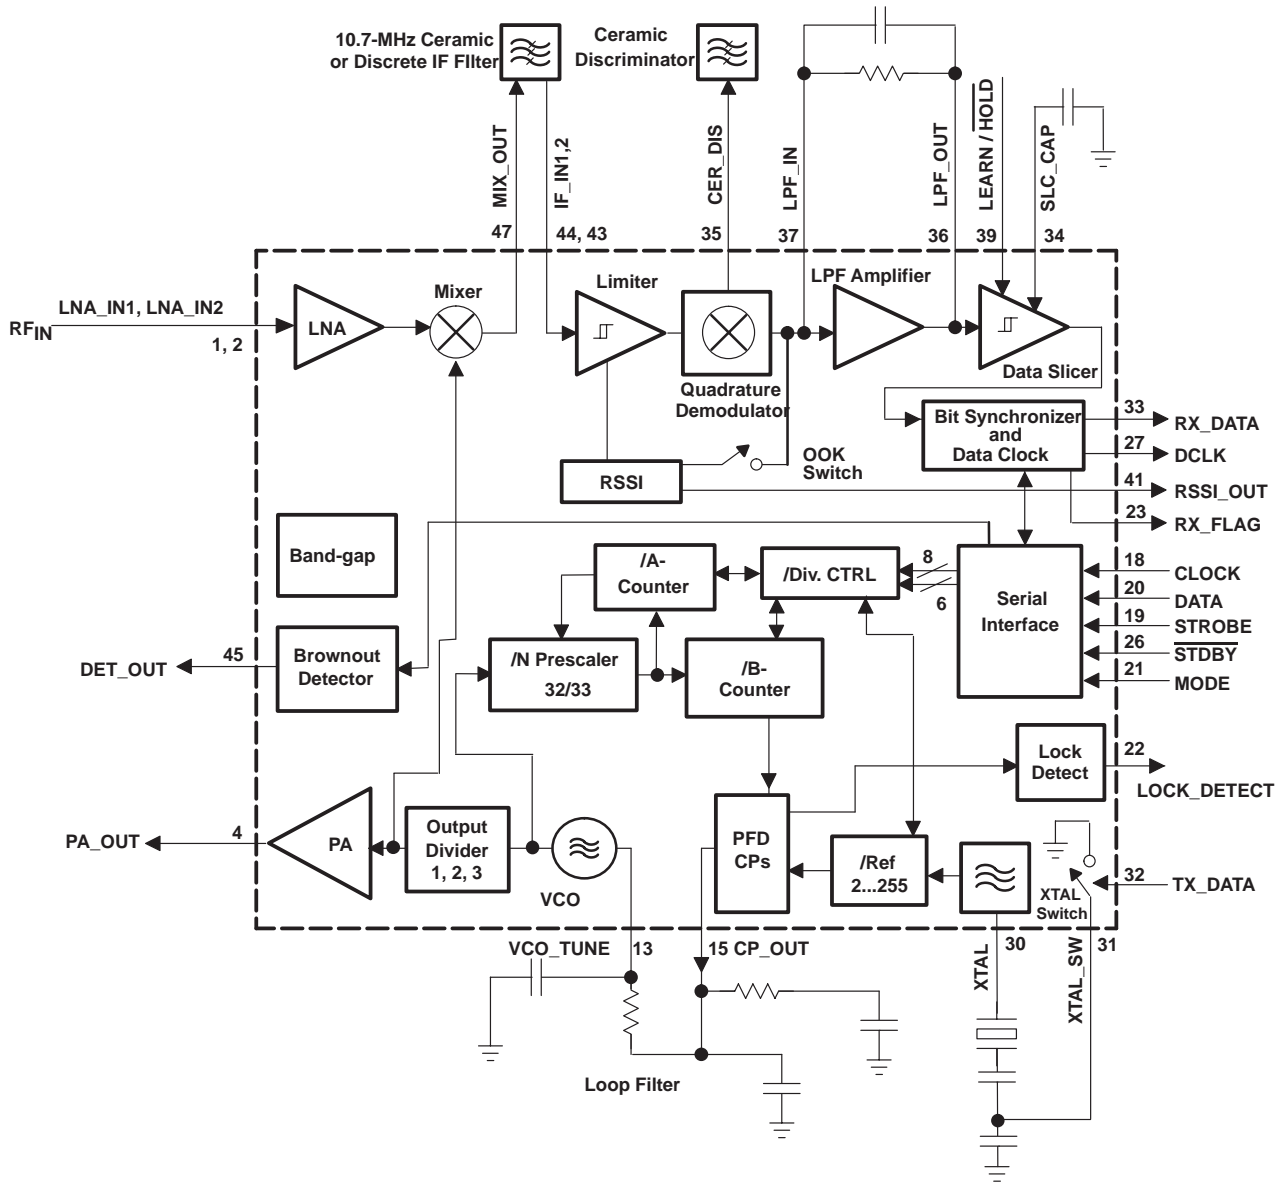 10.7-MHz Ceramic
or Discrete IF FIlter
Ceramic
Discriminator
MIX_OUT
IF_IN1,2
CER_DIS
LPF_IN
LPF_OUT
LEARN / HOLD
SLC_CAP
47
44, 43
35
37
36
39
34
LNA_IN1, LNA_IN2
RFIN
1, 2
LNA
Mixer
Limiter
LPF Amplifier
Quadrature
Demodulator
Data Slicer
Bit Synchronizer
and
Data Clock
33
RX_DATA
27
DCLK
OOK
Switch
RSSI
41
RSSI_OUT
23
RX_FLAG
Band-gap
/A-
Counter
/Div. CTRL
8
6
Serial
Interface
18
CLOCK
20
DATA
19
STROBE
26
STDBY
21
MODE
DET_OUT
45
Brownout
Detector
/N Prescaler
32/33
/B-
Counter
Lock
Detect
22
LOCK_DETECT
PA_OUT
4
PA
Output
Divider
1, 2, 3
VCO
PFD
CPs
/Ref
2...255
XTAL
Switch
32
TX_DATA
VCO_TUNE
13
15 CP_OUT
30
31
XTAL
XTAL_SW
Loop Filter